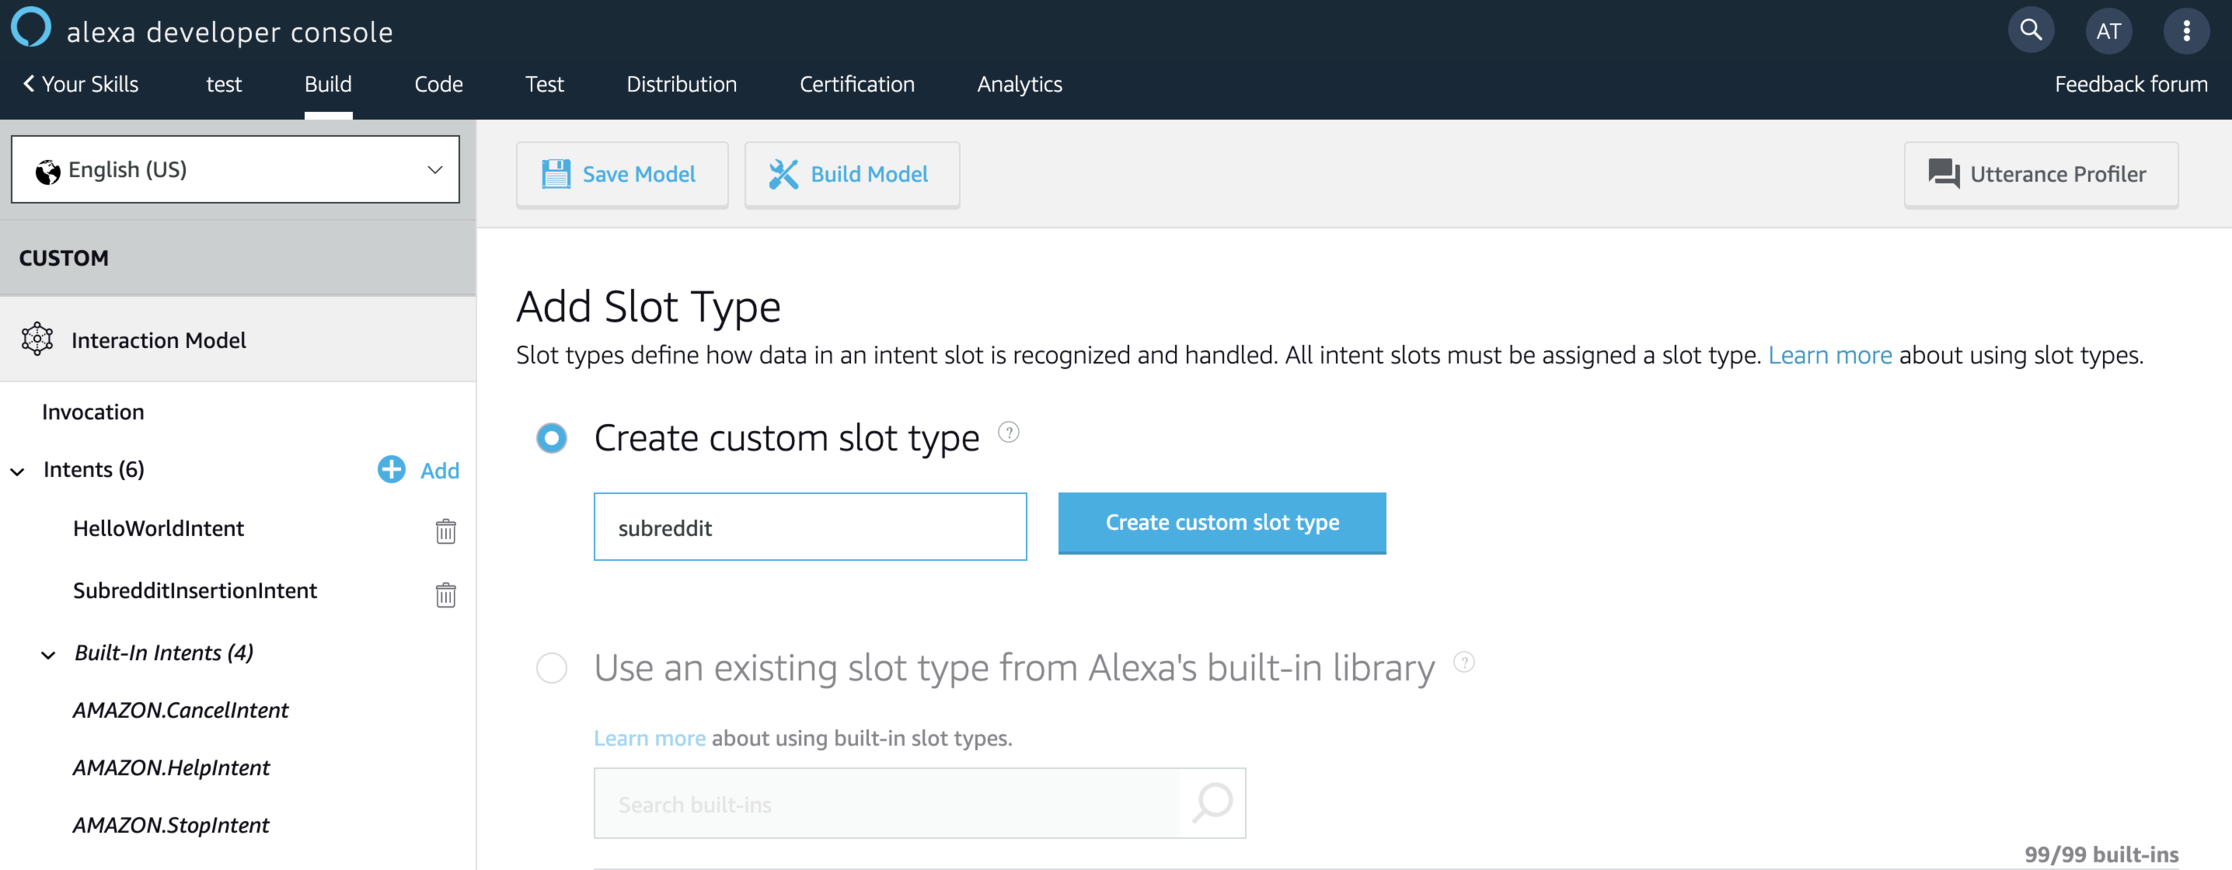 alexa developer console
AT
Your Skills test Build Code Test Distribution Certification Analytics Feedback forum
English (US)
Save Model
Build Model
Utterance Profiler
CUSTOM
Interaction Model
Invocation
Intents (6) Add
HelloWorldIntent
SubredditInsertionIntent
Built-In Intents (4)
AMAZON.CancelIntent
AMAZON.HelpIntent
AMAZON.StopIntent
Add Slot Type
Slot types define how data in an intent slot is recognized and handled. All intent slots must be assigned a slot type. Learn more about using slot types.
Create custom slot type ?
subreddit
Create custom slot type
Use an existing slot type from Alexa's built-in library ?
Learn more about using built-in slot types.
Search built-ins
99/99 built-ins